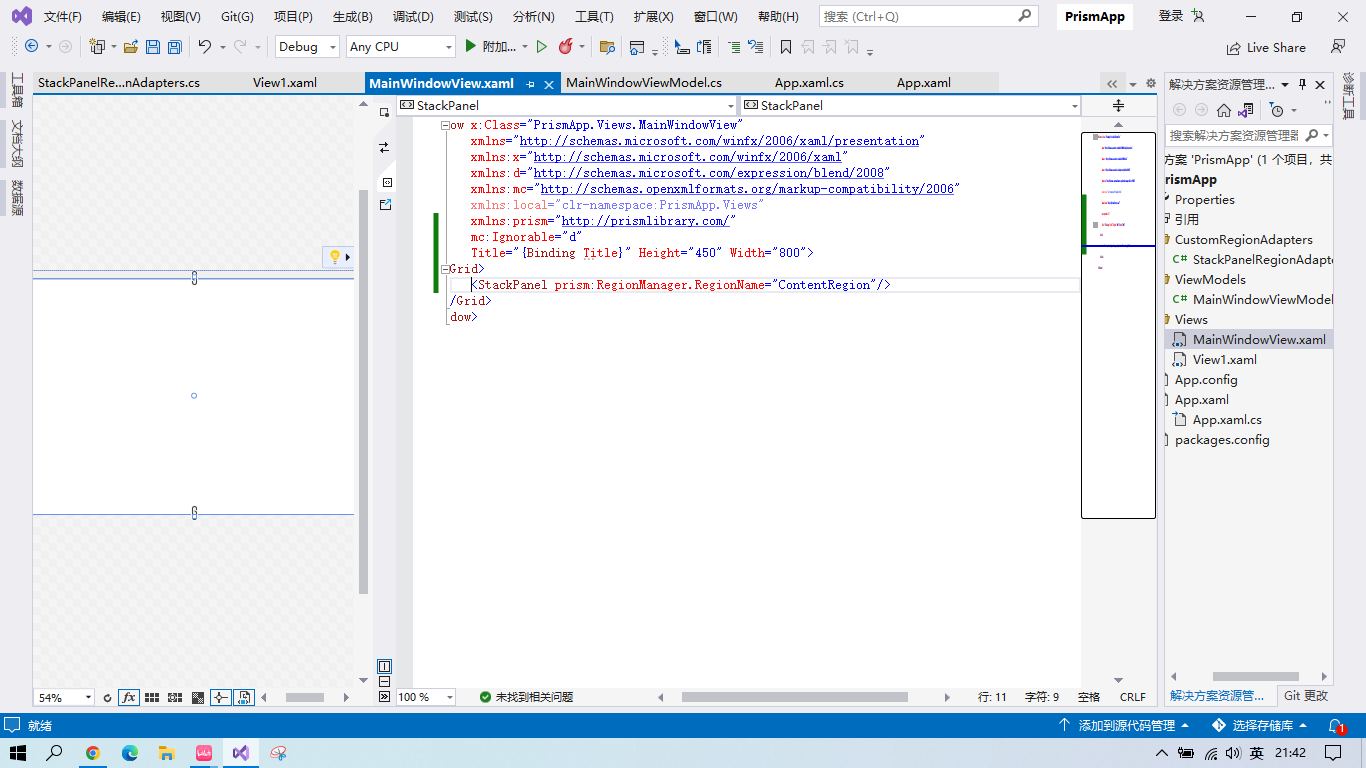 文件(F) 编辑(E) 视图(V) Git(G) 项目(P) 生成(B) 调试(D) 测试(S) 分析(N) 工具(T) 扩展(X) 窗口(W) 帮助(H) 搜索 (Ctrl+Q) PrismApp 登录
Debug Any CPU 附加... Live Share
工具箱
文档大纲
数据源
StackPanelRe...nAdapters.cs View1.xaml MainWindowView.xaml MainWindowViewModel.cs App.xaml.cs App.xaml
StackPanel StackPanel
ow x:Class="PrismApp.Views.MainWindowView"
xmlns="http://schemas.microsoft.com/winfx/2006/xaml/presentation"
xmlns:x="http://schemas.microsoft.com/winfx/2006/xaml"
xmlns:d="http://schemas.microsoft.com/expression/blend/2008"
xmlns:mc="http://schemas.openxmlformats.org/markup-compatibility/2006"
xmlns:local="clr-namespace:PrismApp.Views"
xmlns:prism="http://prismlibrary.com/"
mc:Ignorable="d"
Title="{Binding Title}" Height="450" Width="800">
Grid>
<StackPanel prism:RegionManager.RegionName="ContentRegion"/>
/Grid>
dow>
解决方案资源管理...
搜索解决方案资源管理器
方案 'PrismApp' (1 个项目，共
rismApp
Properties
引用
CustomRegionAdapters
C# StackPanelRegionAdapte
ViewModels
C# MainWindowViewModel
Views
MainWindowView.xaml
View1.xaml
App.config
App.xaml
App.xaml.cs
packages.config
诊断工具
54% fx 100 % 未找到相关问题 行: 11 字符: 9 空格 CRLF
解决方案资源管... Git 更改
就绪 添加到源代码管理 选择存储库 1
英 21:42